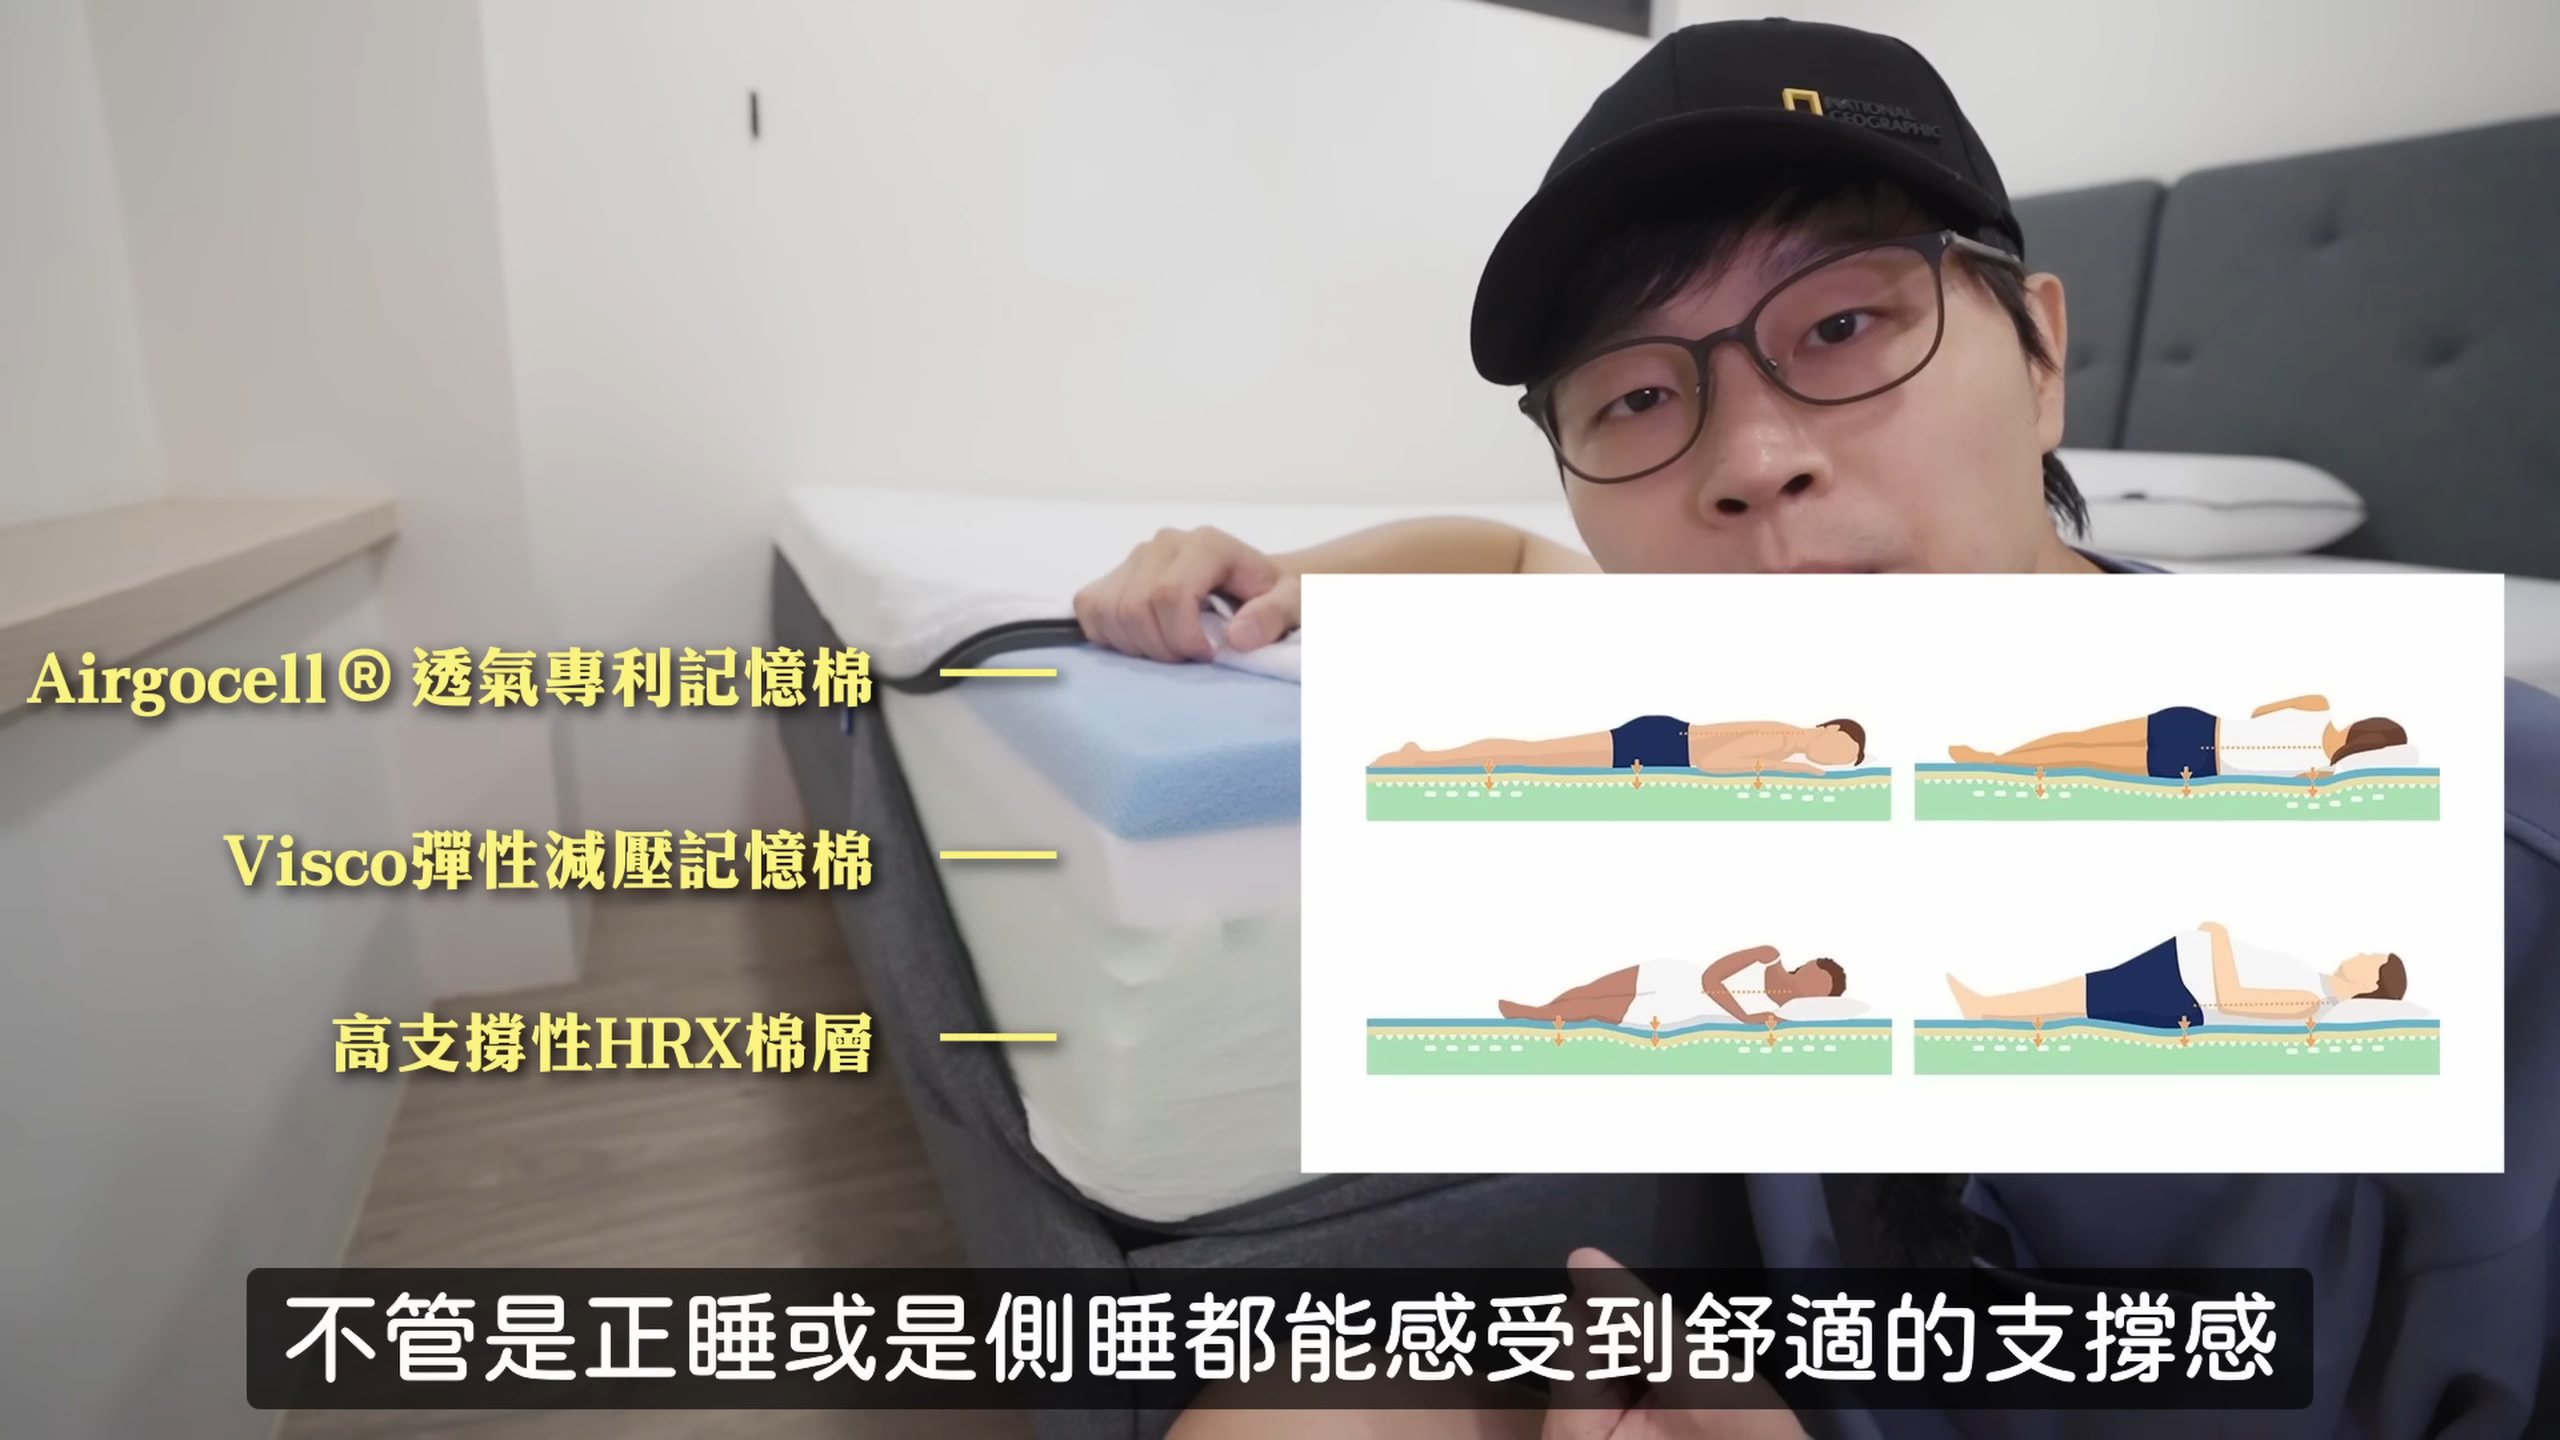 NATIONAL
GEOGRAPHIC
Airgocell® 透氣專利記憶棉
Visco彈性減壓記憶棉
高支撐性HRX棉層
不管是正睡或是側睡都能感受到舒適的支撐感